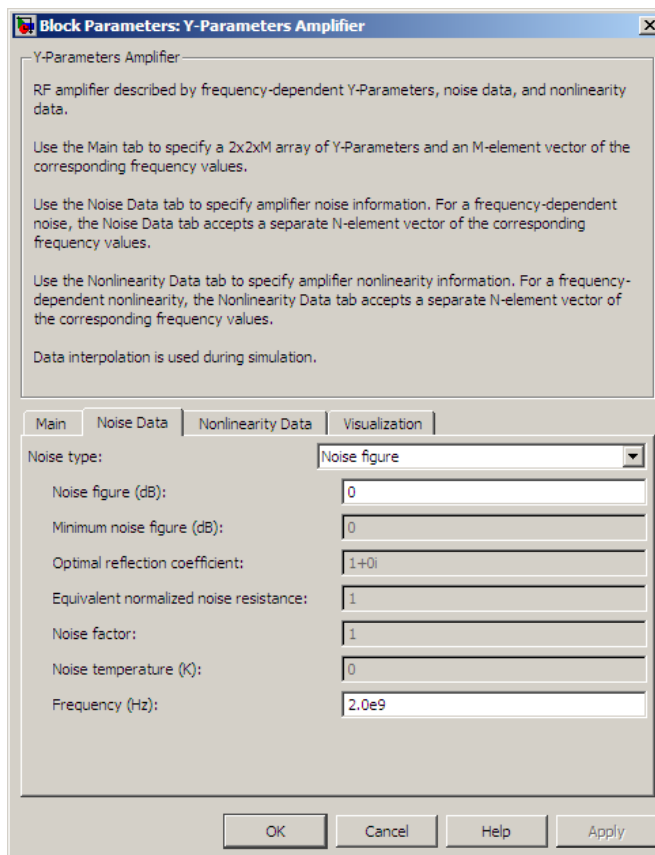 Block Parameters: Y-Parameters Amplifier
Y-Parameters Amplifier
RF amplifier described by frequency-dependent Y-Parameters, noise data, and nonlinearity
data.
Use the Main tab to specify a 2x2xM array of Y-Parameters and an M-element vector of the
corresponding frequency values.
Use the Noise Data tab to specify amplifier noise information. For a frequency-dependent
noise, the Noise Data tab accepts a separate N-element vector of the corresponding
frequency values.
Use the Nonlinearity Data tab to specify amplifier nonlinearity information. For a frequency-
dependent nonlinearity, the Nonlinearity Data tab accepts a separate N-element vector of
the corresponding frequency values.
Data interpolation is used during simulation.
Main Noise Data Nonlinearity Data Visualization
Noise type: Noise figure
Noise figure (dB): 0
Minimum noise figure (dB): 0
Optimal reflection coefficient: 1+0i
Equivalent normalized noise resistance: 1
Noise factor: 1
Noise temperature (K): 0
Frequency (Hz): 2.0e9
OK Cancel Help Apply